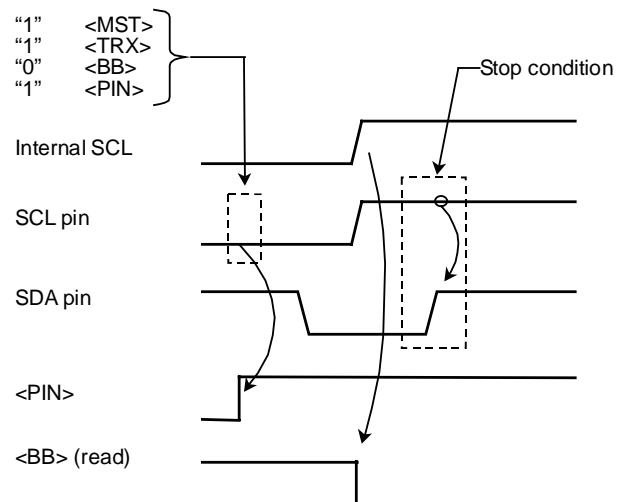 “1” <MST>
“1” <TRX>
“0” <BB>
“1” <PIN>
Stop condition
Internal SCL
SCL pin
SDA pin
<PIN>
<BB> (read)